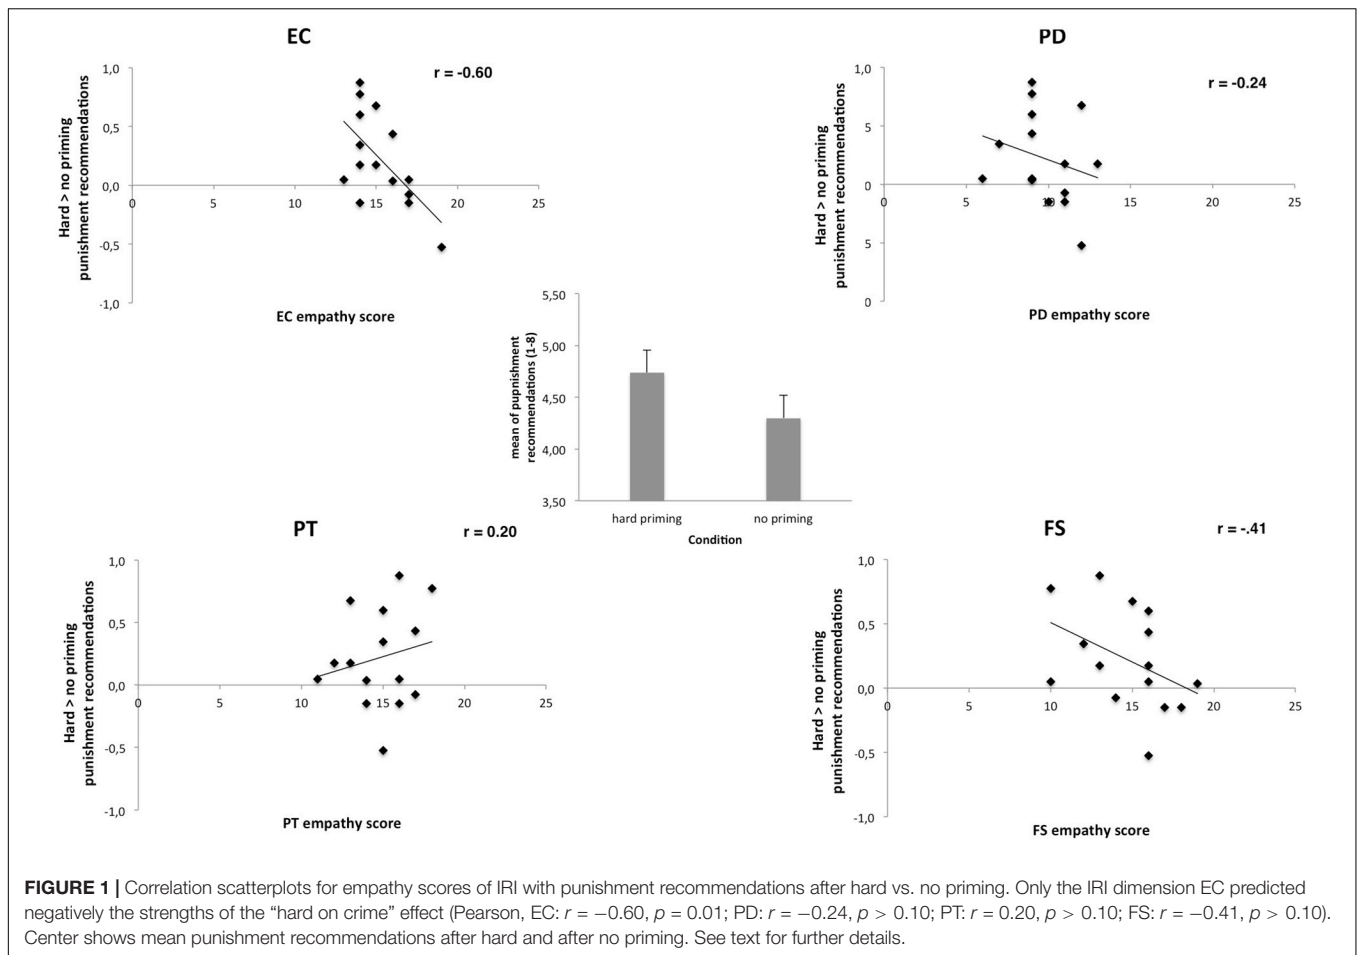 EC
r = -0.60
Hard > no priming
punishment recommendations
1,0
0,5
0,0
-0,5
-1,0
0 5 10 15 20 25
EC empathy score
PD
r = -0.24
Hard > no priming
punishment recommendations
1,0
5
0
5
0
5 10 15 20 25
PD empathy score
5,50
5,00
4,50
4,00
3,50
mean of pupnishment
recommendations (1-8)
hard priming no priming
Condition
PT
r = 0.20
Hard > no priming
punishment recommendations
1,0
0,5
0,0
-0,5
-1,0
0 5 10 15 20 25
PT empathy score
FS
r = -.41
Hard > no priming
punishment recommendations
1,0
0,5
0,0
-0,5
-1,0
0 5 10 15 20 25
FS empathy score
FIGURE 1 | Correlation scatterplots for empathy scores of IRI with punishment recommendations after hard vs. no priming. Only the IRI dimension EC predicted
negatively the strengths of the “hard on crime” effect (Pearson, EC: r = −0.60, p = 0.01; PD: r = −0.24, p > 0.10; PT: r = 0.20, p > 0.10; FS: r = −0.41, p > 0.10).
Center shows mean punishment recommendations after hard and after no priming. See text for further details.